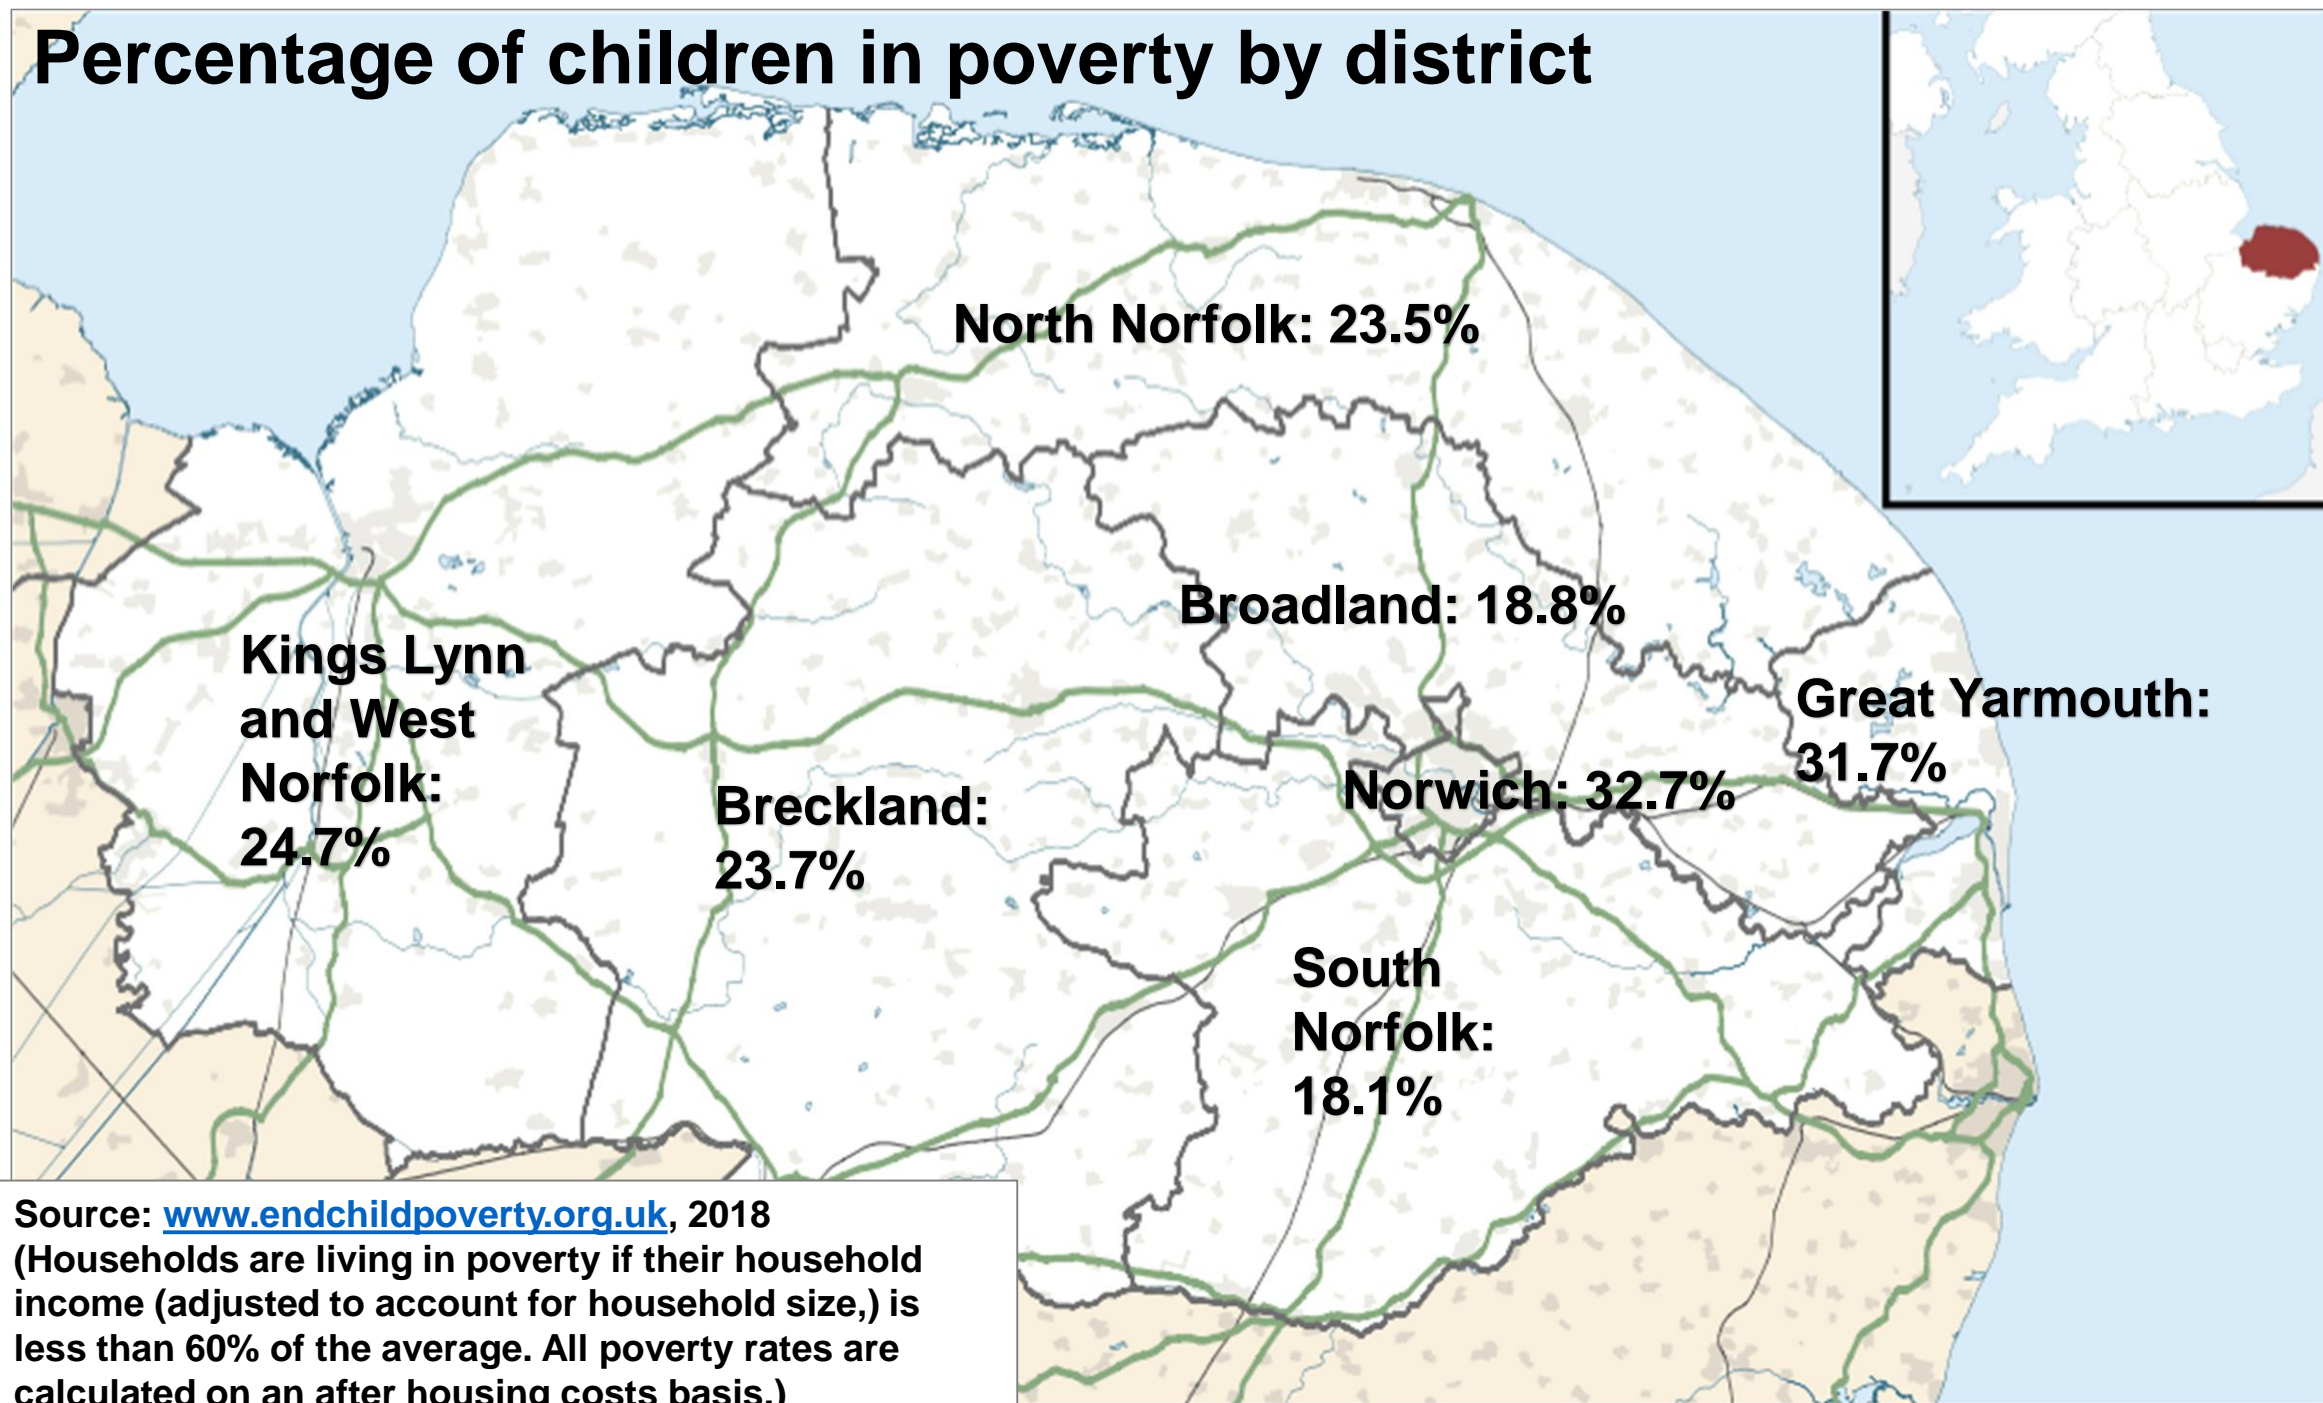 Percentage of children in poverty by district
North Norfolk: 23.5%
Broadland: 18.8%
Kings Lynn
and West
Norfolk:
24.7%
Great Yarmouth:
31.7%
Breckland:
23.7%
Norwich: 32.7%
South
Norfolk:
18.1%
Source: www.endchildpoverty.org.uk, 2018
(Households are living in poverty if their household
income (adjusted to account for household size,) is
less than 60% of the average. All poverty rates are
calculated on an after housing costs basis.)